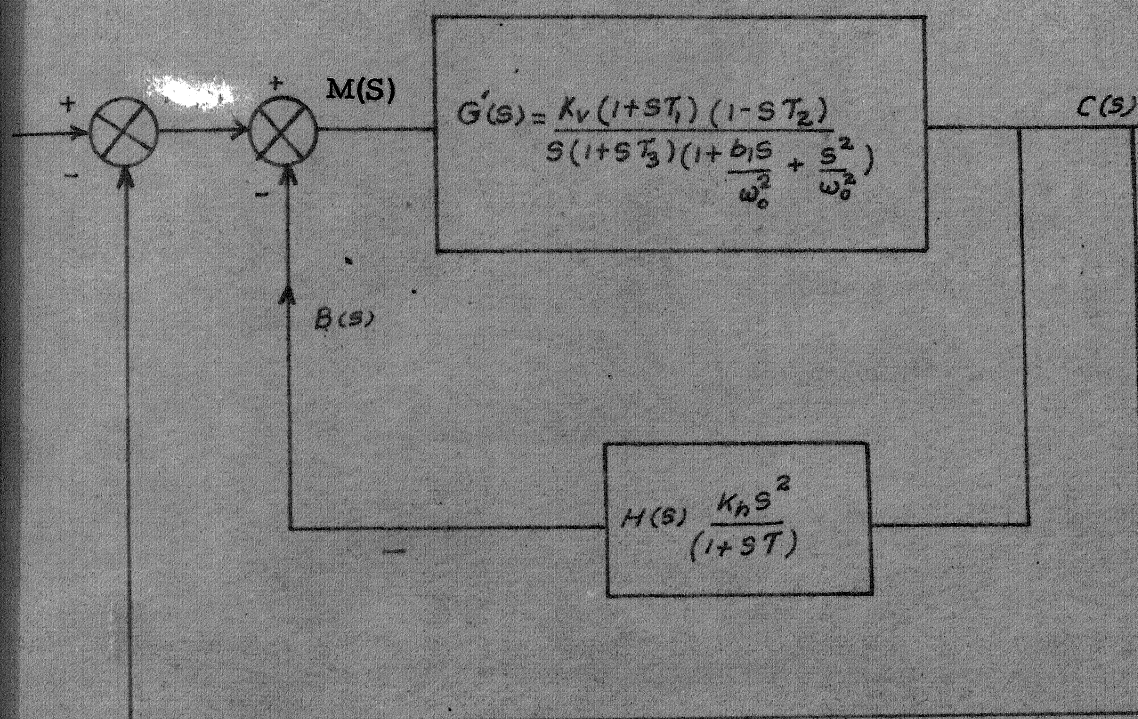 + + M(S)
C(S)
G'(s) = Kv (1+ST1) (1-ST2)
S(1+ST3)(1+ b1s/ω0² + s²/ω0²)
-
-
B(s)
H(s) Kh s²
(1+ST)
-